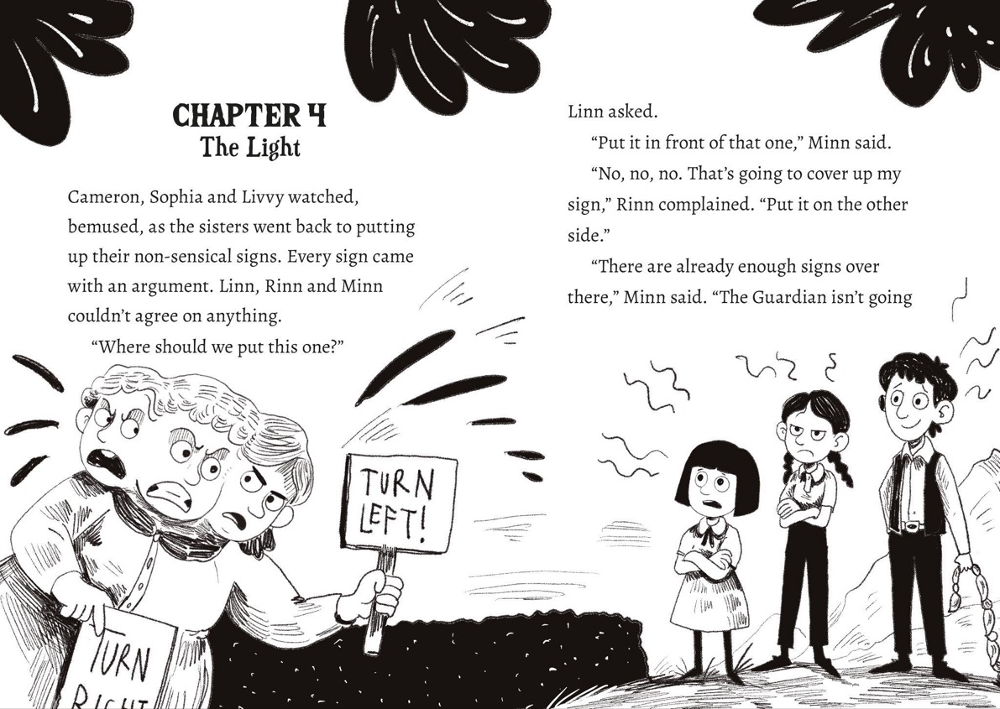 CHAPTER 4
The Light
Cameron, Sophia and Livvy watched,
bemused, as the sisters went back to putting
up their non-sensical signs. Every sign came
with an argument. Linn, Rinn and Minn
couldn’t agree on anything.
“Where should we put this one?”
Linn asked.
“Put it in front of that one,” Minn said.
“No, no, no. That’s going to cover up my
sign,” Rinn complained. “Put it on the other
side.”
“There are already enough signs over
there,” Minn said. “The Guardian isn’t going
TURN
LEFT!
TURN
RIGHT